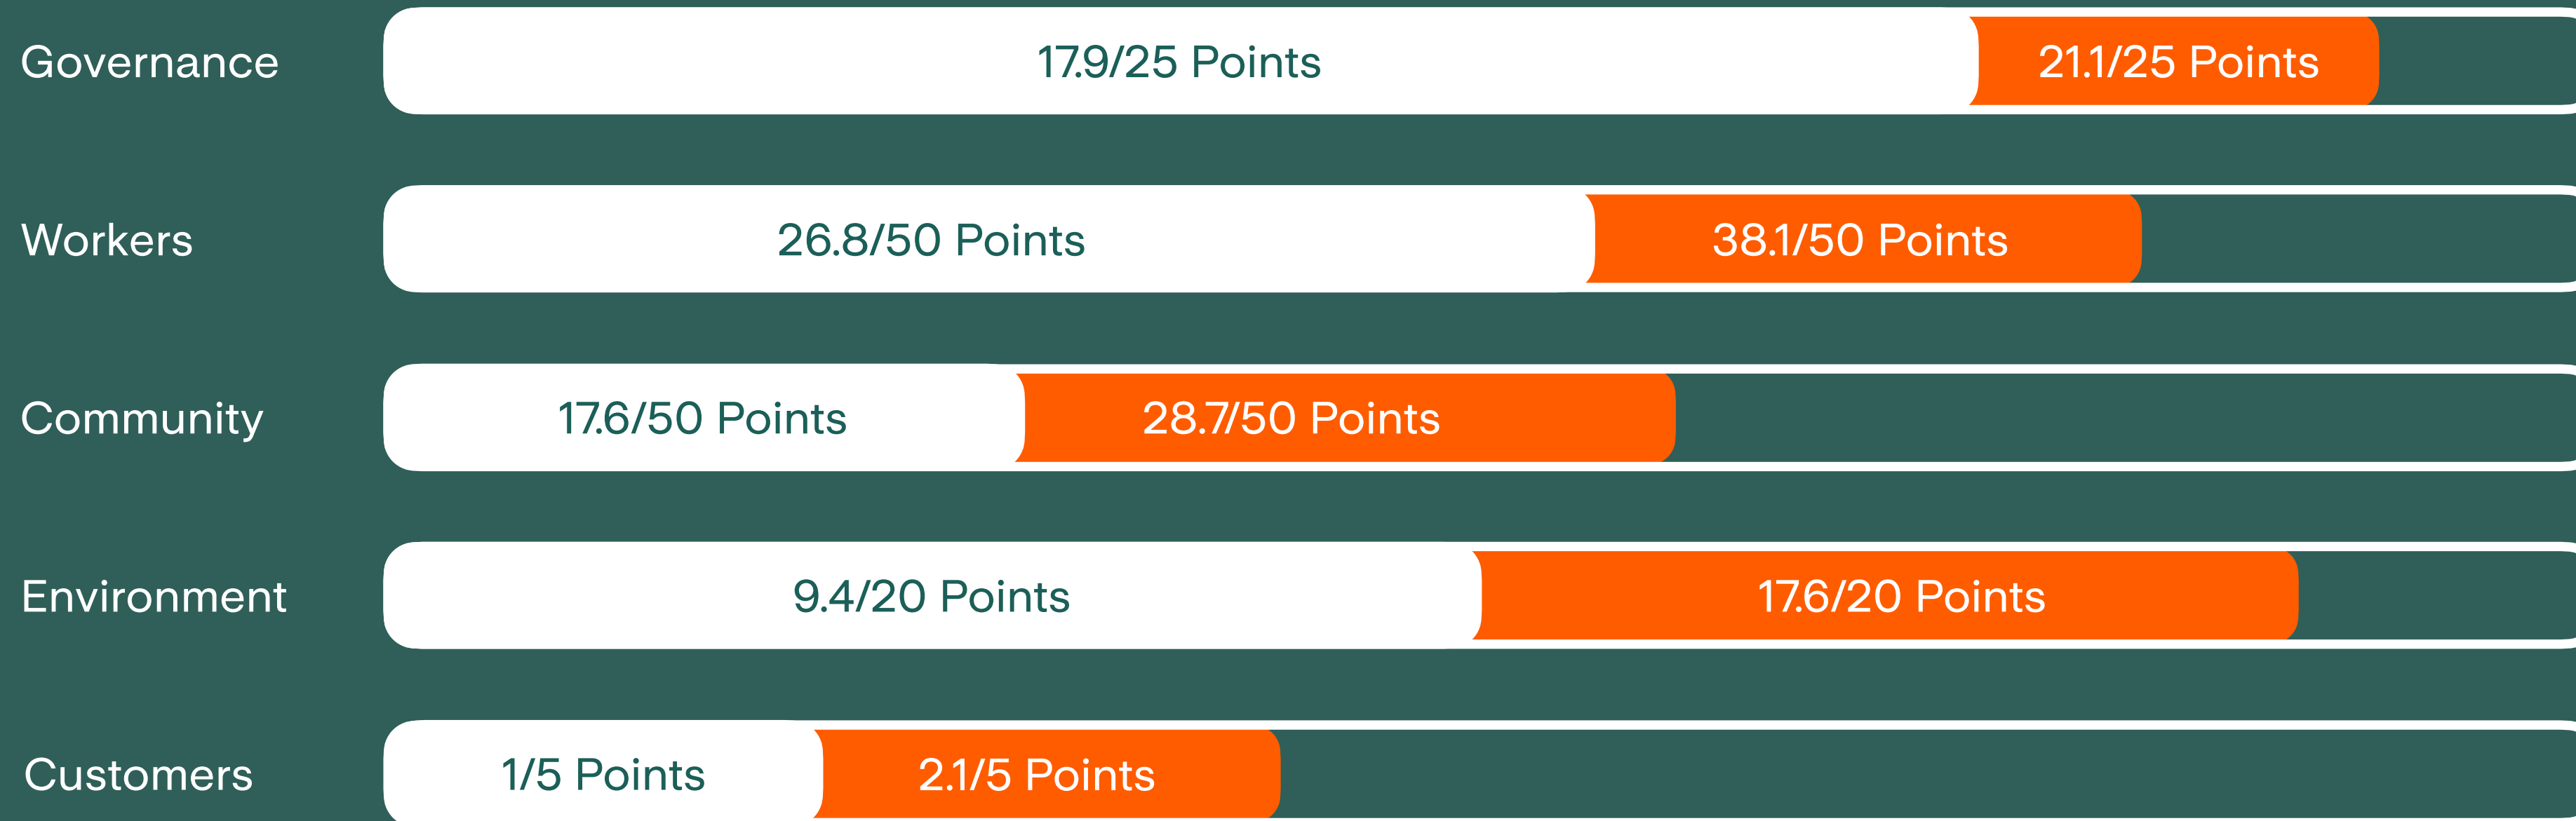 Governance 17.9/25 Points 21.1/25 Points
Workers 26.8/50 Points 38.1/50 Points
Community 17.6/50 Points 28.7/50 Points
Environment 9.4/20 Points 17.6/20 Points
Customers 1/5 Points 2.1/5 Points